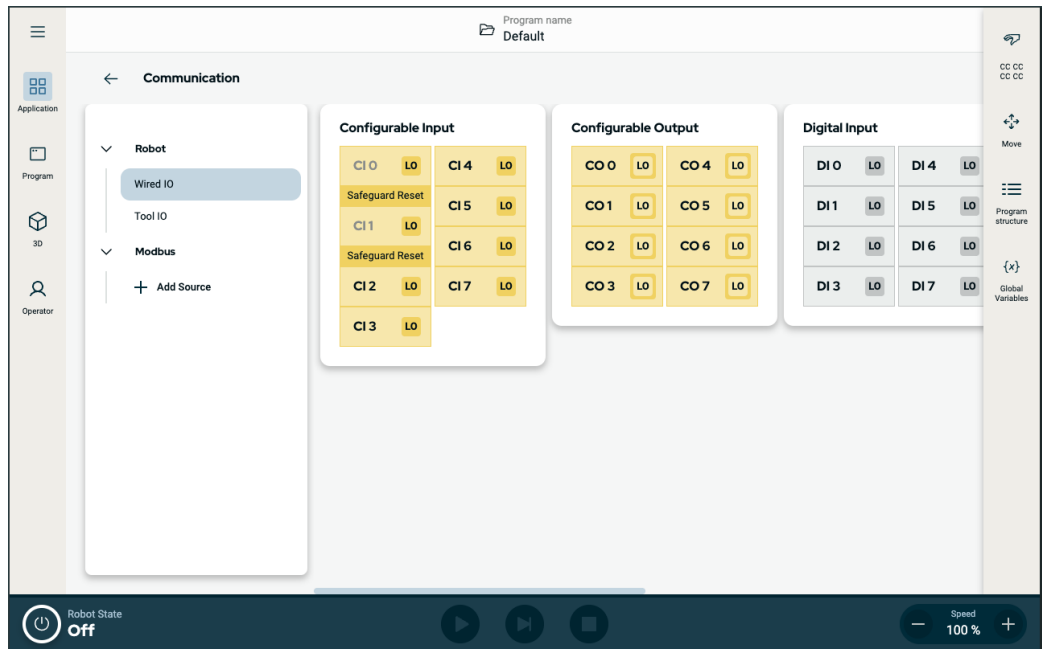 Program name
Default
Application
Program
3D
Operator
Communication
Robot
Wired IO
Tool IO
Modbus
Add Source
Configurable Input
CI 0 LO CI 4 LO
Safeguard Reset
CI 5 LO
CI 1 LO
CI 6 LO
Safeguard Reset
CI 2 LO CI 7 LO
CI 3 LO
Configurable Output
CO 0 LO CO 4 LO
CO 1 LO CO 5 LO
CO 2 LO CO 6 LO
CO 3 LO CO 7 LO
Digital Input
DI 0 LO DI 4 LO
DI 1 LO DI 5 LO
DI 2 LO DI 6 LO
DI 3 LO DI 7 LO
CC CC
CC CC
Move
Program
structure
{x}
Global
Variables
Robot State
Off
Speed
100 %